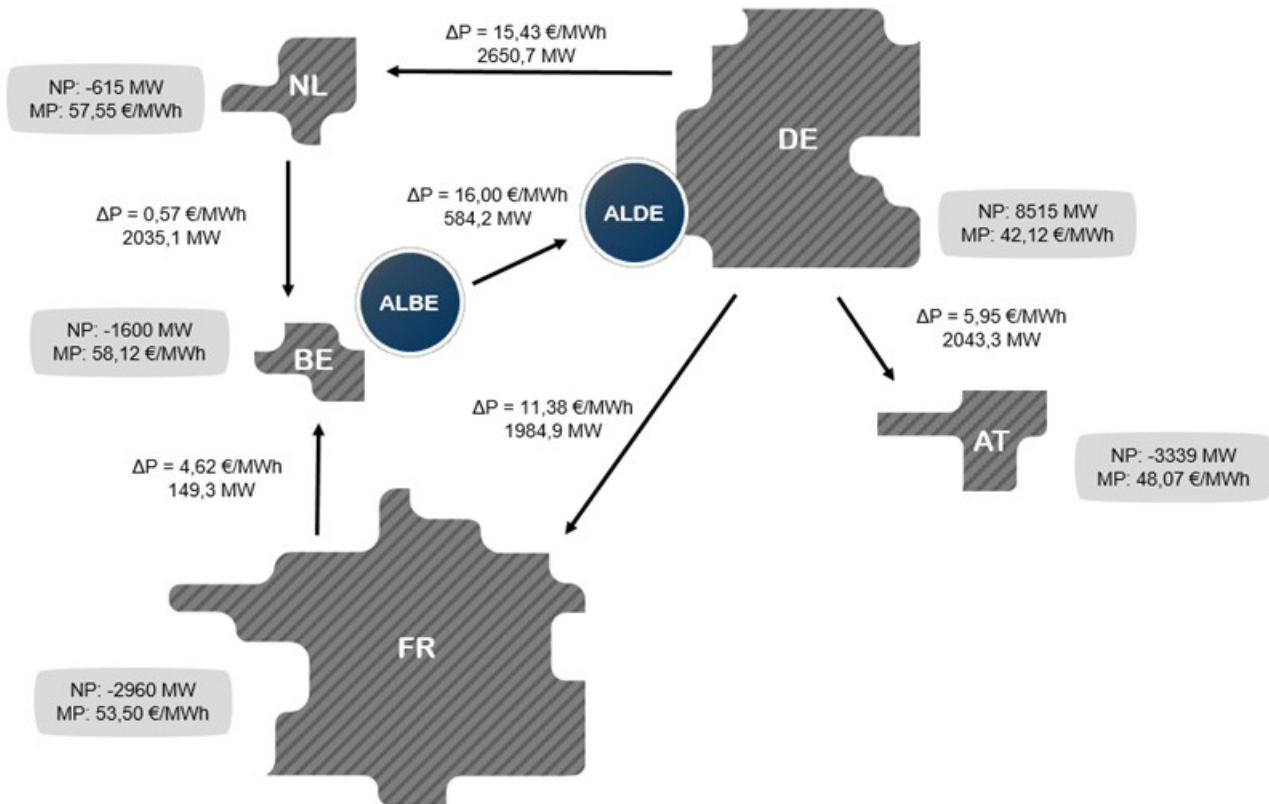 ΔP = 15,43 €/MWh
2650,7 MW
NL
NP: -615 MW
MP: 57,55 €/MWh
DE
ΔP = 16,00 €/MWh
584,2 MW
ALDE
ΔP = 0,57 €/MWh
2035,1 MW
NP: 8515 MW
MP: 42,12 €/MWh
ALBE
NP: -1600 MW
MP: 58,12 €/MWh
BE
ΔP = 5,95 €/MWh
2043,3 MW
ΔP = 11,38 €/MWh
1984,9 MW
AT
NP: -3339 MW
MP: 48,07 €/MWh
ΔP = 4,62 €/MWh
149,3 MW
FR
NP: -2960 MW
MP: 53,50 €/MWh